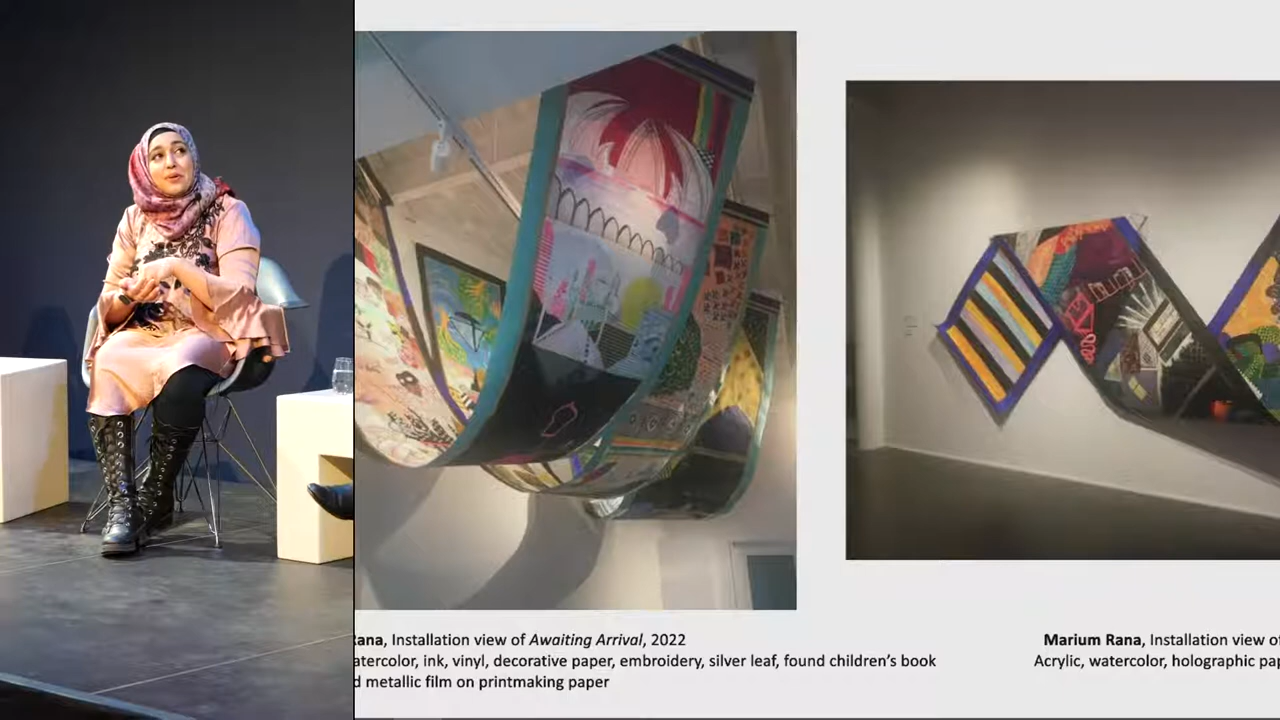 Rana, Installation view of Awaiting Arrival, 2022
atercolor, ink, vinyl, decorative paper, embroidery, silver leaf, found children's book
d metallic film on printmaking paper
Marium Rana, Installation view of
Acrylic, watercolor, holographic pap